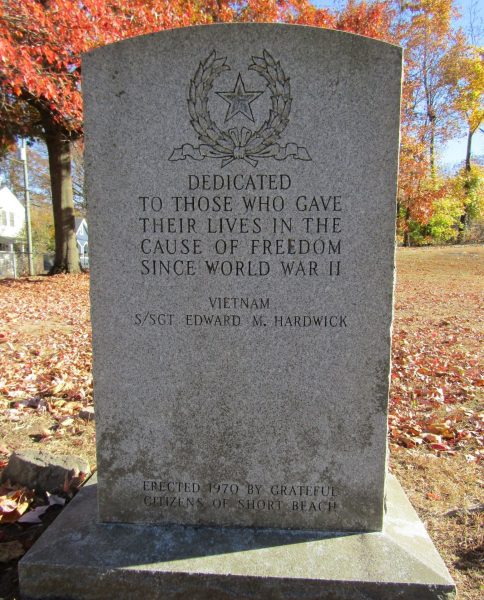 DEDICATED
TO THOSE WHO GAVE
THEIR LIVES IN THE
CAUSE OF FREEDOM
SINCE WORLD WAR II
VIETNAM
S/SGT. EDWARD M. HARDWICK
ERECTED 1970 BY GRATEFUL
CITIZENS OF SHORT BEACH